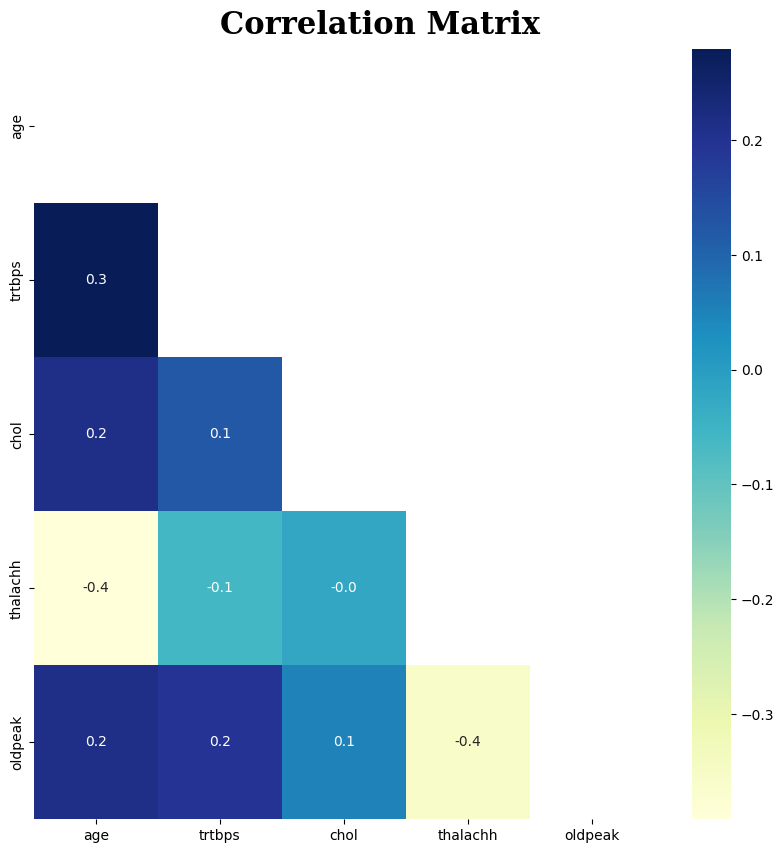 Correlation Matrix
age
0.2
trtbps
0.3
0.1
chol
0.2 0.1
0.0
-0.1
thalachh
-0.4 -0.1 -0.0
-0.2
oldpeak
0.2 0.2 0.1 -0.4
-0.3
age trtbps chol thalachh oldpeak